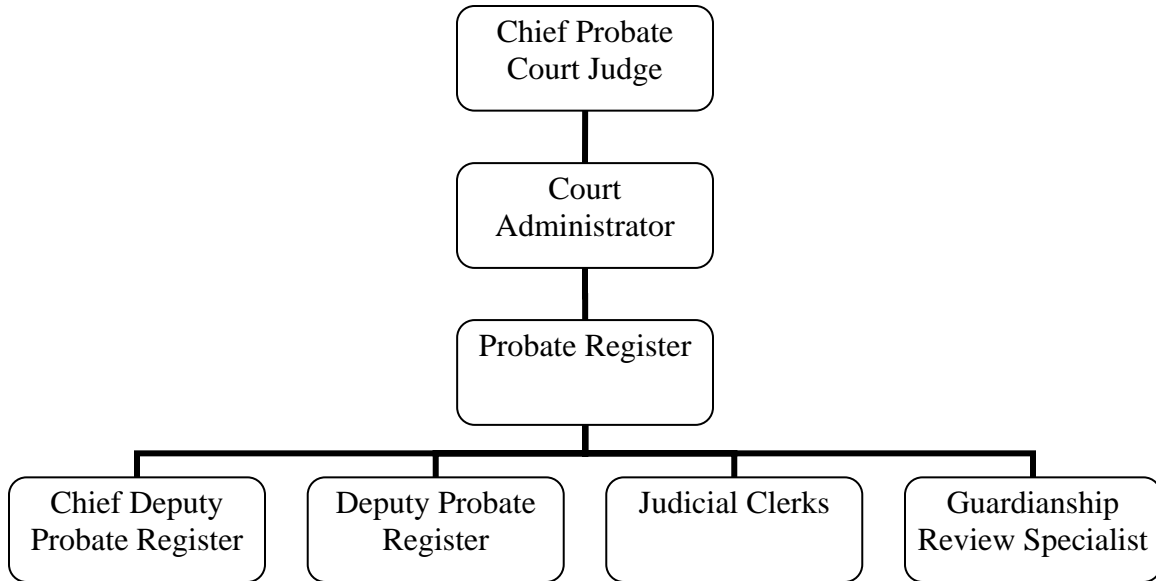 Chief Probate
Court Judge
Court
Administrator
Probate Register
Chief Deputy
Probate Register
Deputy Probate
Register
Judicial Clerks
Guardianship
Review Specialist